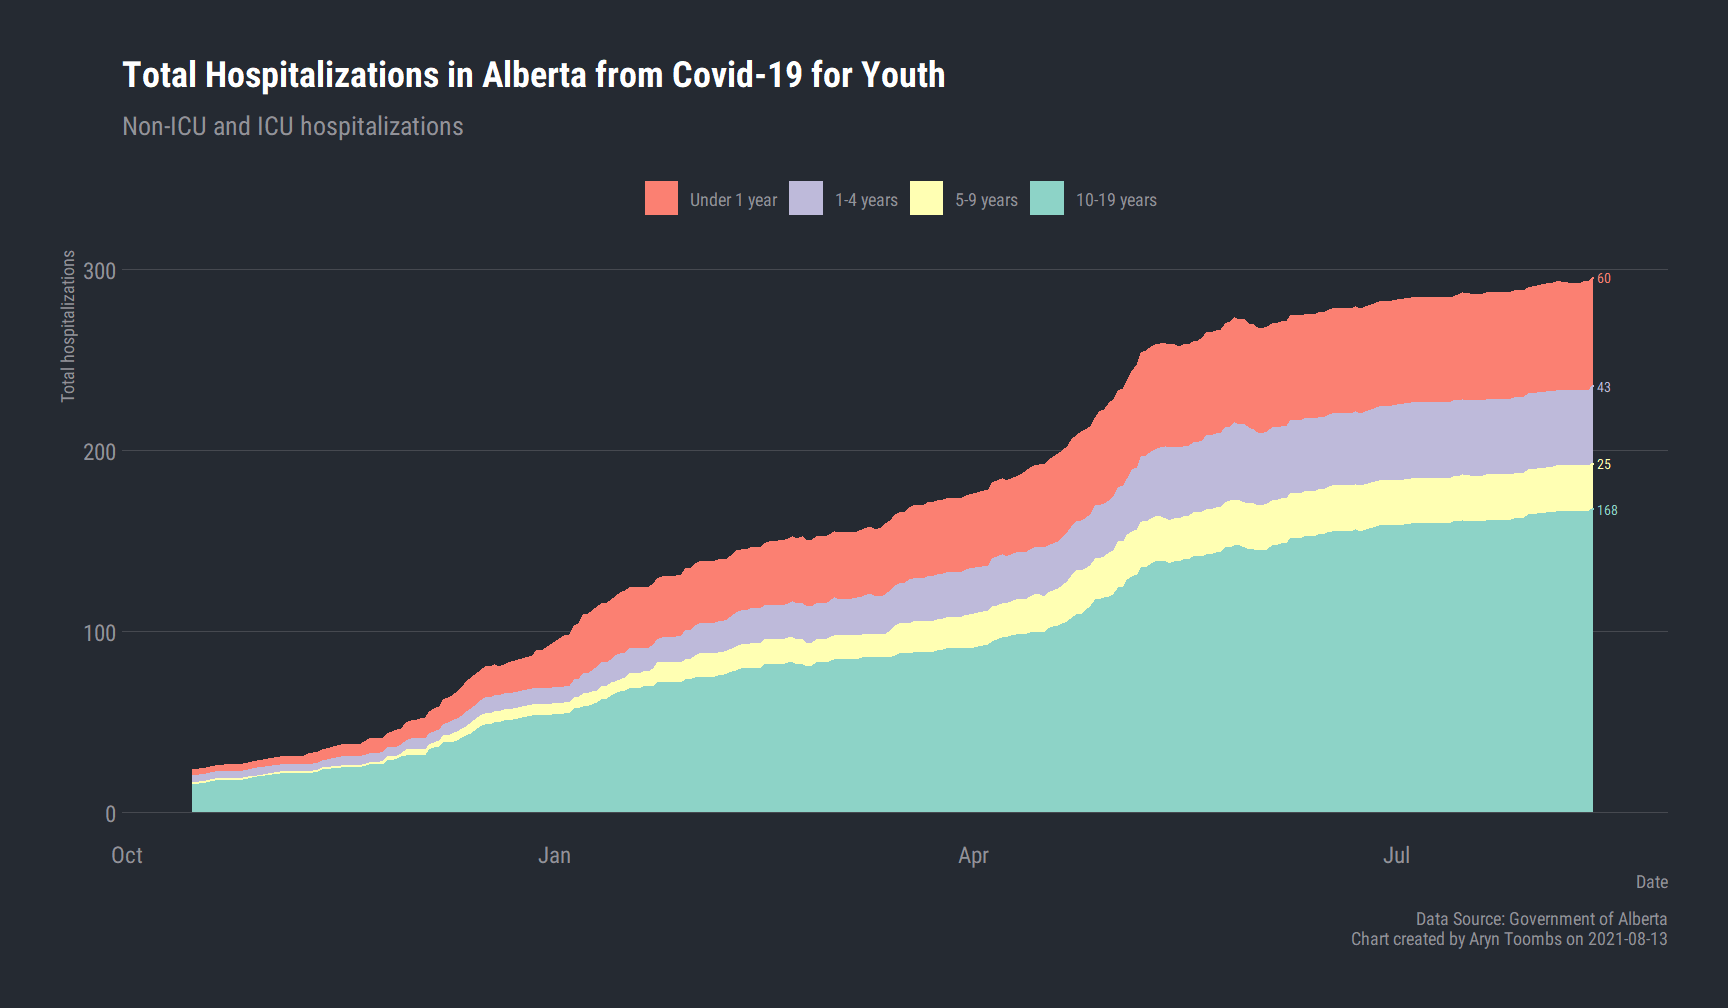 Total Hospitalizations in Alberta from Covid-19 for Youth
Non-ICU and ICU hospitalizations
Under 1 year
1-4 years
5-9 years
10-19 years
Total hospitalizations
300
200
100
0
60
43
25
168
Oct
Jan
Apr
Jul
Date
Data Source: Government of Alberta
Chart created by Aryn Toombs on 2021-08-13